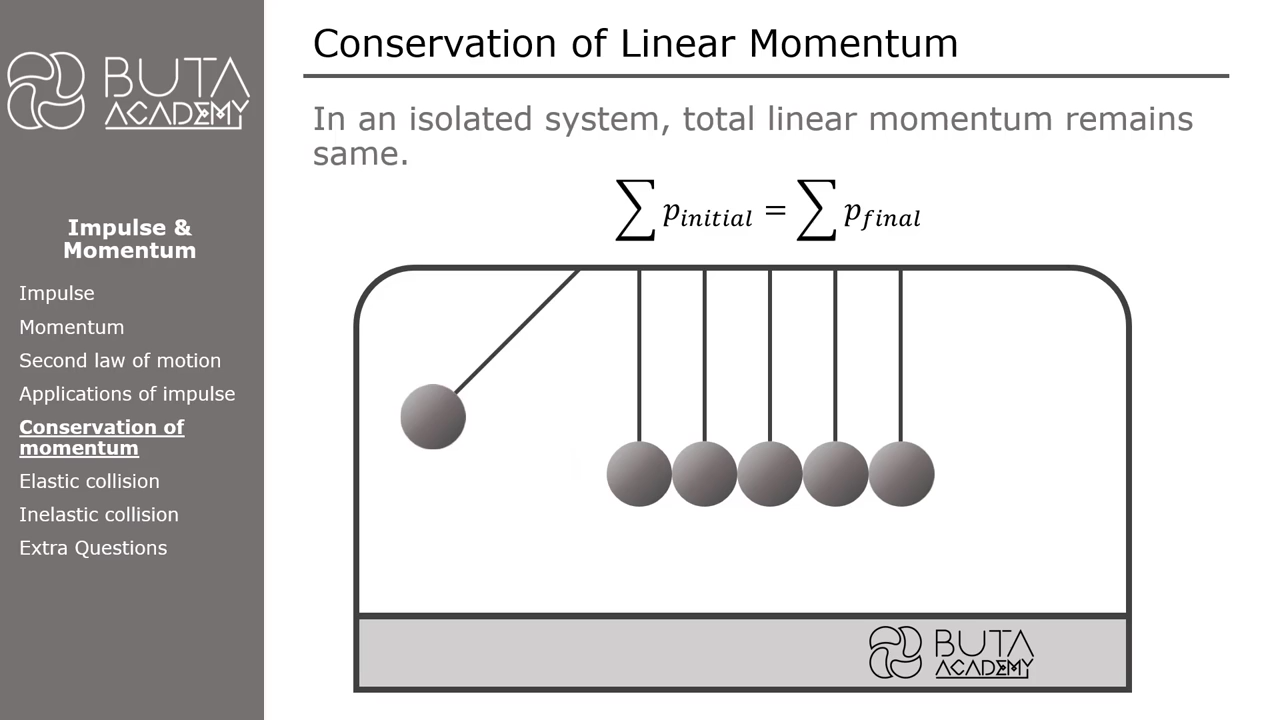 BUTA
ACADEMY
Impulse &
Momentum
Impulse
Momentum
Second law of motion
Applications of impulse
Conservation of
momentum
Elastic collision
Inelastic collision
Extra Questions
Conservation of Linear Momentum
In an isolated system, total linear momentum remains
same.
∑ p_initial = ∑ p_final
BUTA
ACADEMY